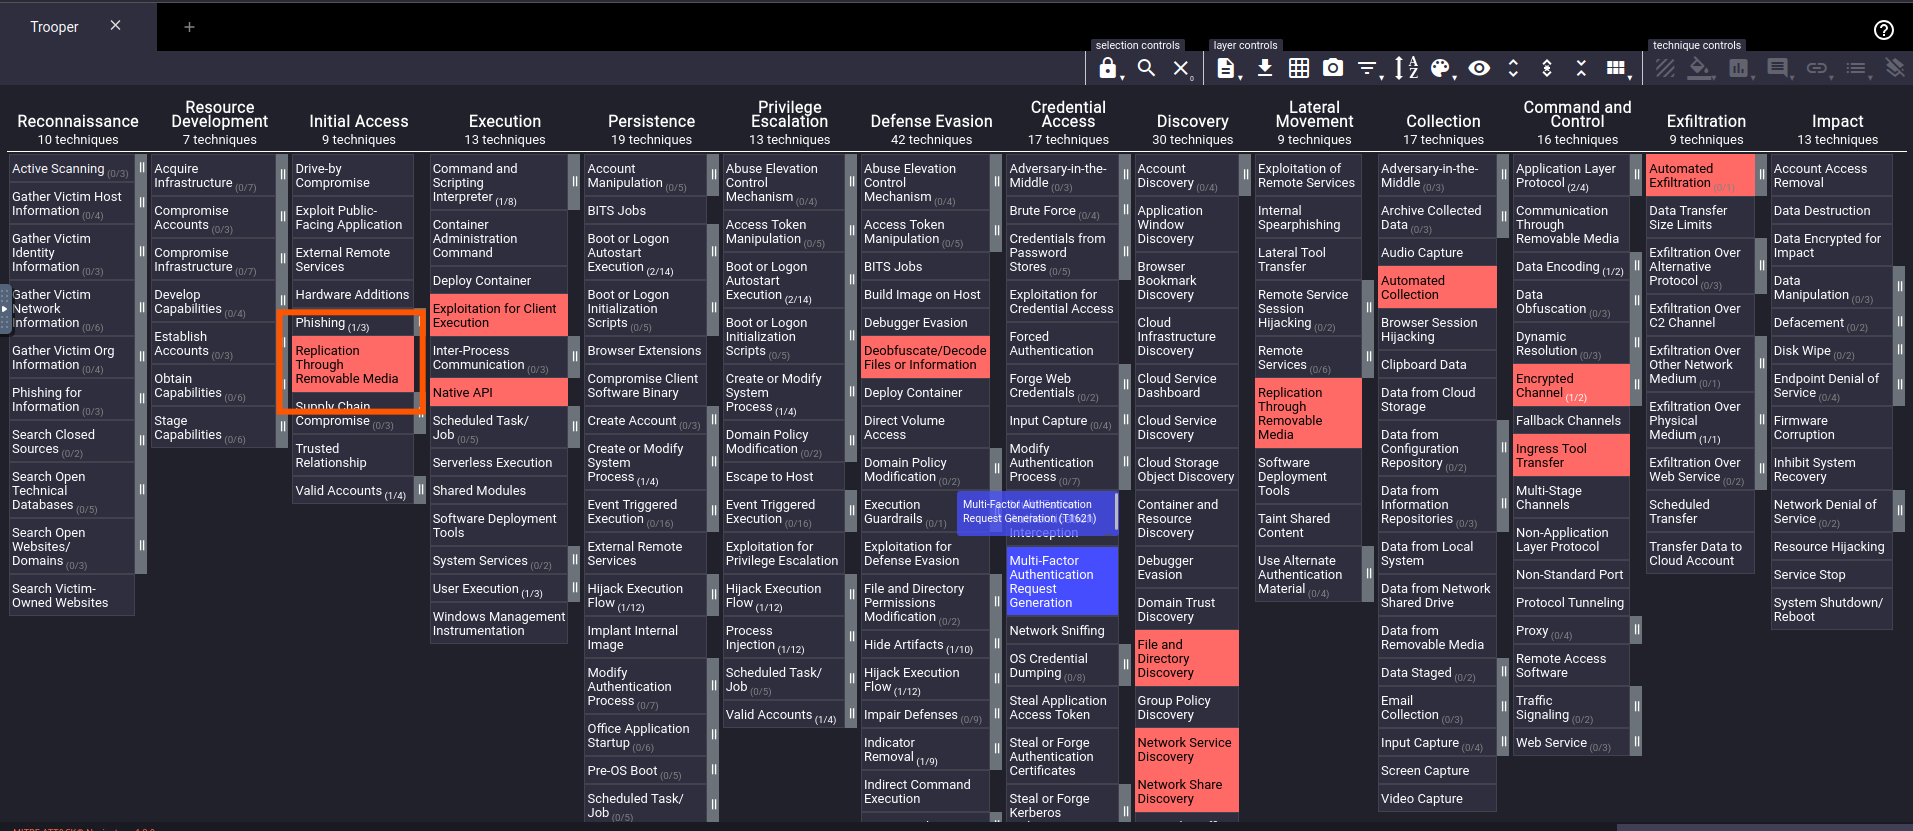 Trooper
selection controls
layer controls
technique controls
0
Reconnaissance
10 techniques
Active Scanning (0/3)
Gather Victim Host
Information (0/4)
Gather Victim
Identity
Information (0/3)
Gather Victim
Network
Information (0/6)
Gather Victim Org
Information (0/4)
Phishing for
Information (0/3)
Search Closed
Sources (0/2)
Search Open
Technical
Databases (0/5)
Search Open
Websites/
Domains (0/3)
Search Victim-
Owned Websites
Resource
Development
7 techniques
Acquire
Infrastructure (0/7)
Compromise
Accounts (0/3)
Compromise
Infrastructure (0/7)
Develop
Capabilities (0/4)
Establish
Accounts (0/3)
Obtain
Capabilities (0/6)
Stage
Capabilities (0/6)
Initial Access
9 techniques
Drive-by
Compromise
Exploit Public-
Facing Application
External Remote
Services
Hardware Additions
Phishing (1/3)
Replication
Through
Removable Media
Supply Chain
Compromise (0/3)
Trusted
Relationship
Valid Accounts (1/4)
Execution
13 techniques
Command and
Scripting
Interpreter (1/8)
Container
Administration
Command
Deploy Container
Exploitation for Client
Execution
Inter-Process
Communication (0/3)
Native API
Scheduled Task/
Job (0/5)
Serverless Execution
Shared Modules
Software Deployment
Tools
System Services (0/2)
User Execution (1/3)
Windows Management
Instrumentation
Persistence
19 techniques
Account
Manipulation (0/5)
BITS Jobs
Boot or Logon
Autostart
Execution (2/14)
Boot or Logon
Initialization
Scripts (0/5)
Browser Extensions
Compromise Client
Software Binary
Create Account (0/3)
Create or Modify
System
Process (1/4)
Event Triggered
Execution (0/16)
External Remote
Services
Hijack Execution
Flow (1/12)
Implant Internal
Image
Modify
Authentication
Process (0/7)
Office Application
Startup (0/6)
Pre-OS Boot (0/5)
Scheduled Task/
Job (0/5)
Privilege
Escalation
13 techniques
Abuse Elevation
Control
Mechanism (0/4)
Access Token
Manipulation (0/5)
Boot or Logon
Autostart
Execution (2/14)
Boot or Logon
Initialization
Scripts (0/5)
Create or Modify
System
Process (1/4)
Domain Policy
Modification (0/2)
Escape to Host
Event Triggered
Execution (0/16)
Exploitation for
Privilege Escalation
Hijack Execution
Flow (1/12)
Process
Injection (1/12)
Scheduled Task/
Job (0/5)
Valid Accounts (1/4)
Defense Evasion
42 techniques
Abuse Elevation
Control
Mechanism (0/4)
Access Token
Manipulation (0/5)
BITS Jobs
Build Image on Host
Debugger Evasion
Deobfuscate/Decode
Files or Information
Deploy Container
Direct Volume
Access
Domain Policy
Modification (0/2)
Execution
Guardrails (0/1)
Exploitation for
Defense Evasion
File and Directory
Permissions
Modification (0/2)
Hide Artifacts (1/10)
Hijack Execution
Flow (1/12)
Impair Defenses (0/9)
Indicator
Removal (1/9)
Indirect Command
Execution
Credential
Access
17 techniques
Adversary-in-the-
Middle (0/3)
Brute Force (0/4)
Credentials from
Password
Stores (0/5)
Exploitation for
Credential Access
Forced
Authentication
Forge Web
Credentials (0/2)
Input Capture (0/4)
Modify
Authentication
Process (0/7)
Multi-Factor Authentication
Request Generation (T1621)
Interception
Multi-Factor
Authentication
Request
Generation
Network Sniffing
OS Credential
Dumping (0/8)
Steal Application
Access Token
Steal or Forge
Authentication
Certificates
Steal or Forge
Kerberos
Discovery
30 techniques
Account
Discovery (0/4)
Application
Window
Discovery
Browser
Bookmark
Discovery
Cloud
Infrastructure
Discovery
Cloud Service
Dashboard
Cloud Service
Discovery
Cloud Storage
Object Discovery
Container and
Resource
Discovery
Debugger
Evasion
Domain Trust
Discovery
File and
Directory
Discovery
Group Policy
Discovery
Network Service
Discovery
Network Share
Discovery
Lateral
Movement
9 techniques
Exploitation of
Remote Services
Internal
Spearphishing
Lateral Tool
Transfer
Remote Service
Session
Hijacking (0/2)
Remote
Services (0/6)
Replication
Through
Removable
Media
Software
Deployment
Tools
Taint Shared
Content
Use Alternate
Authentication
Material (0/4)
Collection
17 techniques
Adversary-in-the-
Middle (0/3)
Archive Collected
Data (0/3)
Audio Capture
Automated
Collection
Browser Session
Hijacking
Clipboard Data
Data from Cloud
Storage
Data from
Configuration
Repository (0/2)
Data from
Information
Repositories (0/3)
Data from Local
System
Data from Network
Shared Drive
Data from
Removable Media
Data Staged (0/2)
Email
Collection (0/3)
Input Capture (0/4)
Screen Capture
Video Capture
Command and
Control
16 techniques
Application Layer
Protocol (2/4)
Communication
Through
Removable Media
Data Encoding (1/2)
Data
Obfuscation (0/3)
Dynamic
Resolution (0/3)
Encrypted
Channel (1/2)
Fallback Channels
Ingress Tool
Transfer
Multi-Stage
Channels
Non-Application
Layer Protocol
Non-Standard Port
Protocol Tunneling
Proxy (0/4)
Remote Access
Software
Traffic
Signaling (0/2)
Web Service (0/3)
Exfiltration
9 techniques
Automated
Exfiltration (0/1)
Data Transfer
Size Limits
Exfiltration Over
Alternative
Protocol (0/3)
Exfiltration Over
C2 Channel
Exfiltration Over
Other Network
Medium (0/1)
Exfiltration Over
Physical
Medium (1/1)
Exfiltration Over
Web Service (0/2)
Scheduled
Transfer
Transfer Data to
Cloud Account
Impact
13 techniques
Account Access
Removal
Data Destruction
Data Encrypted for
Impact
Data
Manipulation (0/3)
Defacement (0/2)
Disk Wipe (0/2)
Endpoint Denial of
Service (0/4)
Firmware
Corruption
Inhibit System
Recovery
Network Denial of
Service (0/2)
Resource Hijacking
Service Stop
System Shutdown/
Reboot